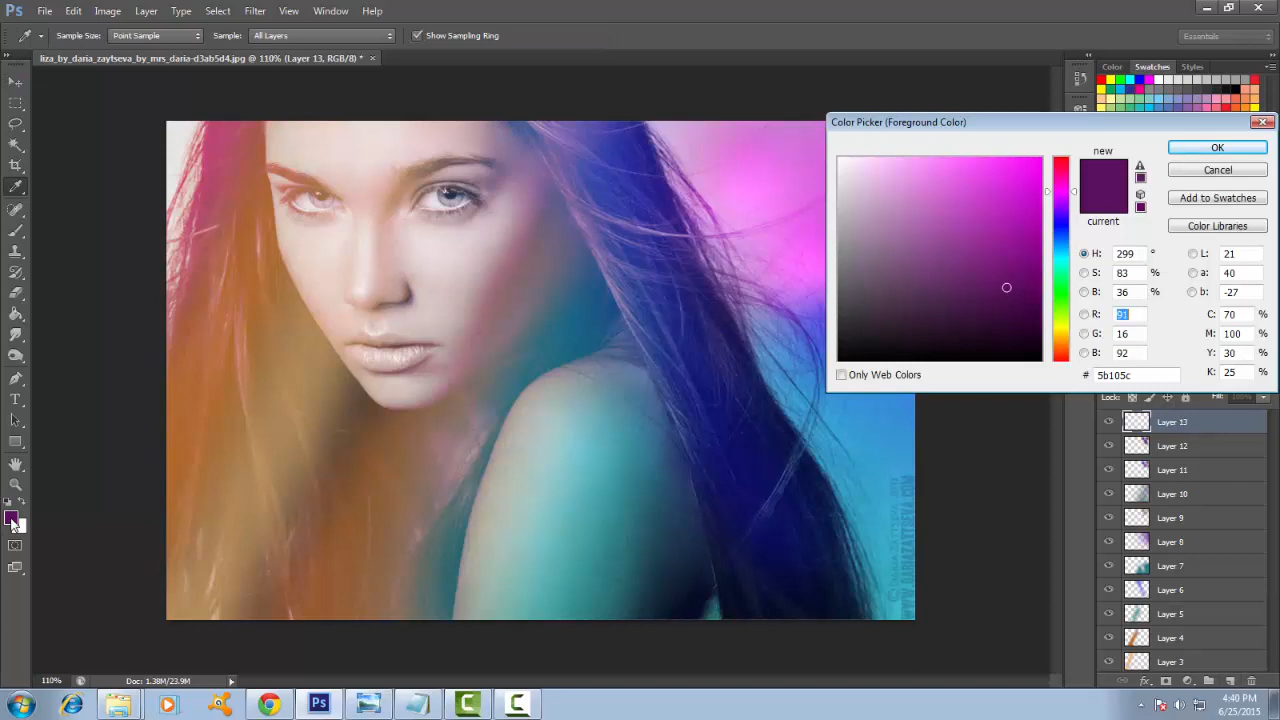 Ps File Edit Image Layer Type Select Filter View Window Help
Sample Size: Point Sample Sample: All Layers Show Sampling Ring Essentials
liza_by_daria_zaytseva_by_mrs_daria-d3ab5d4.jpg @ 110% (Layer 13, RGB/8) * ×
Color Swatches Styles
Color Picker (Foreground Color)
new
OK
Cancel
Add to Swatches
current
Color Libraries
H: 299 ° L: 21
S: 83 % a: 40
B: 36 % b: -27
R: 91 C: 70 %
G: 16 M: 100 %
B: 92 Y: 30 %
K: 25 %
Only Web Colors # 5b105c
Lock: Fill: 100%
Layer 13
Layer 12
Layer 11
Layer 10
Layer 9
Layer 8
Layer 7
Layer 6
Layer 5
Layer 4
Layer 3
WWW.DARIAZAYTSEVA.COM
110% Doc: 1.38M/23.9M
4:40 PM
6/25/2015